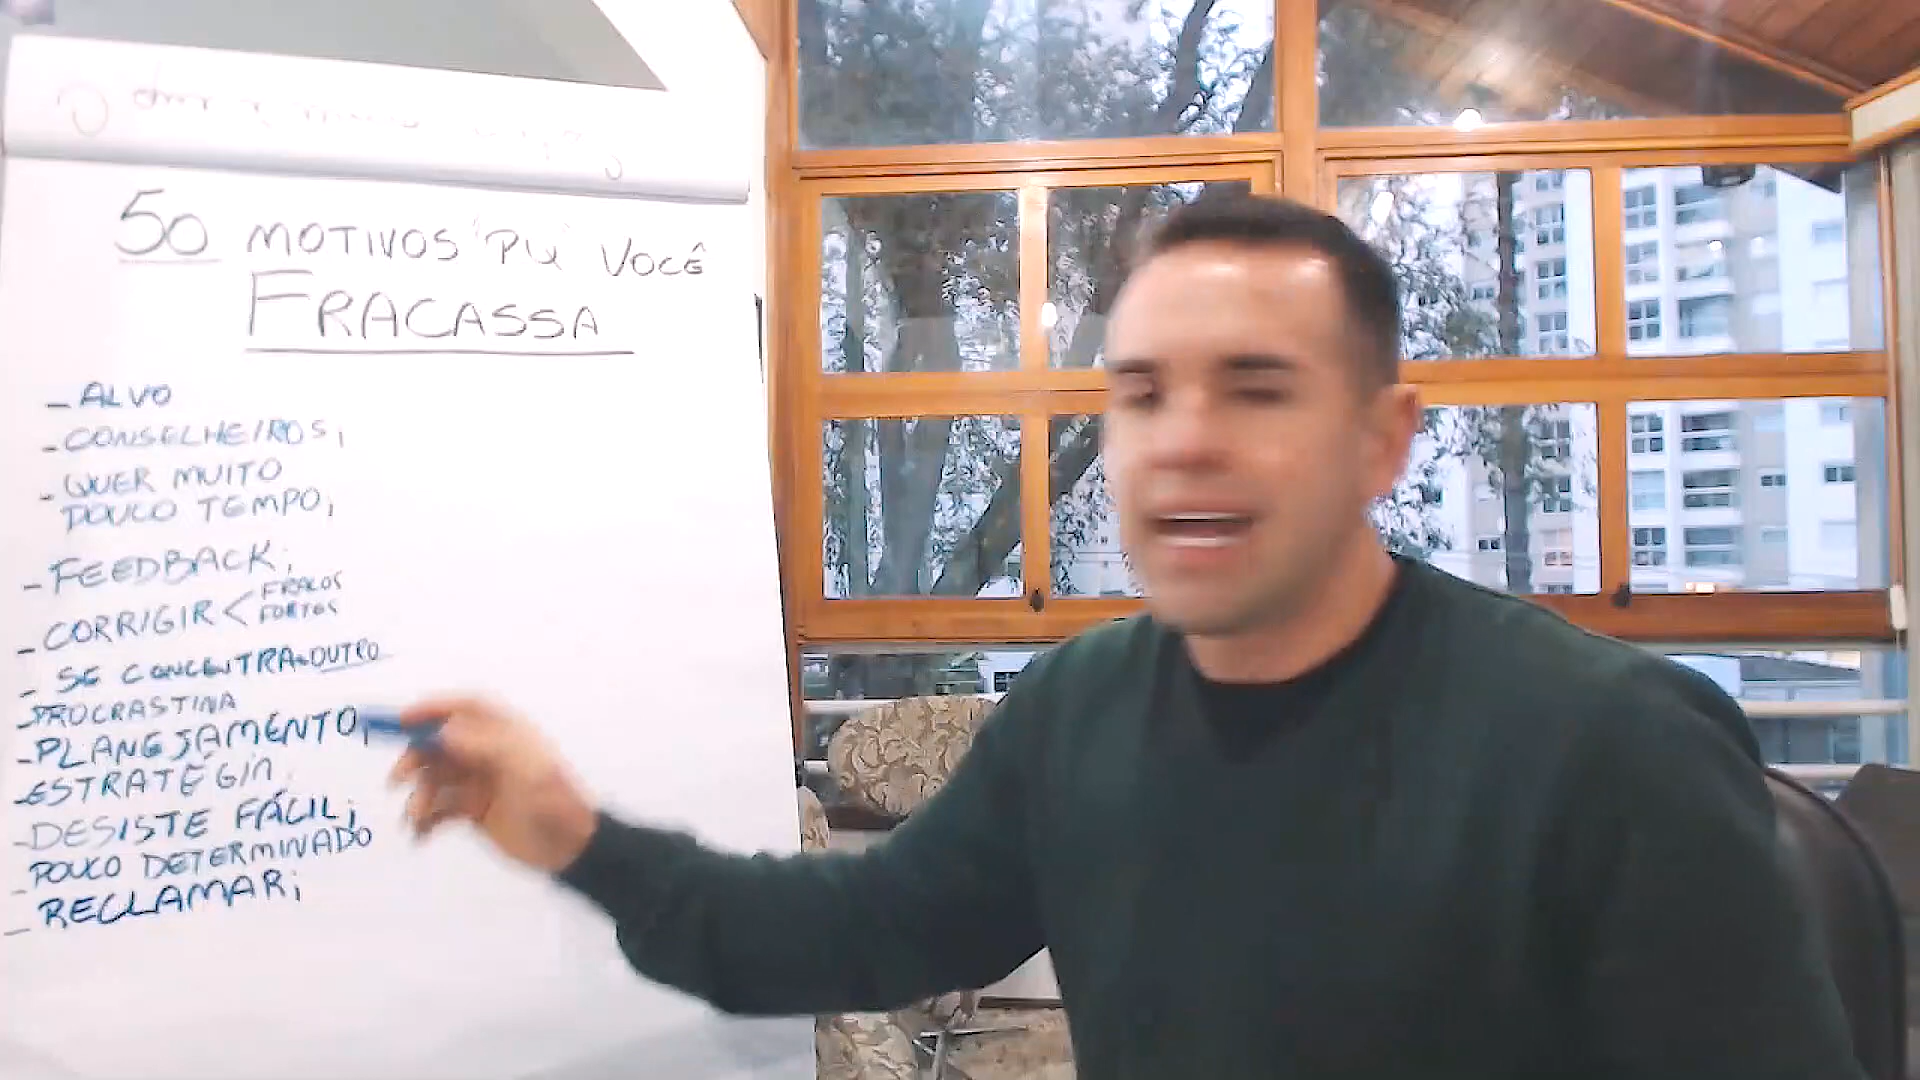 50 MOTIVOS PQ VOCÊ
FRACASSA
- ALVO
- CONSELHEIROS;
- QUER MUITO
POUCO TEMPO;
- FEEDBACK;
- CORRIGIR < FRACOS
FORTES
- SE CONCENTRA OUTRO
- PROCRASTINA
- PLANEJAMENTO
- ESTRATÉGIA
- DESISTE FÁCIL;
- POUCO DETERMINADO
- RECLAMAR;